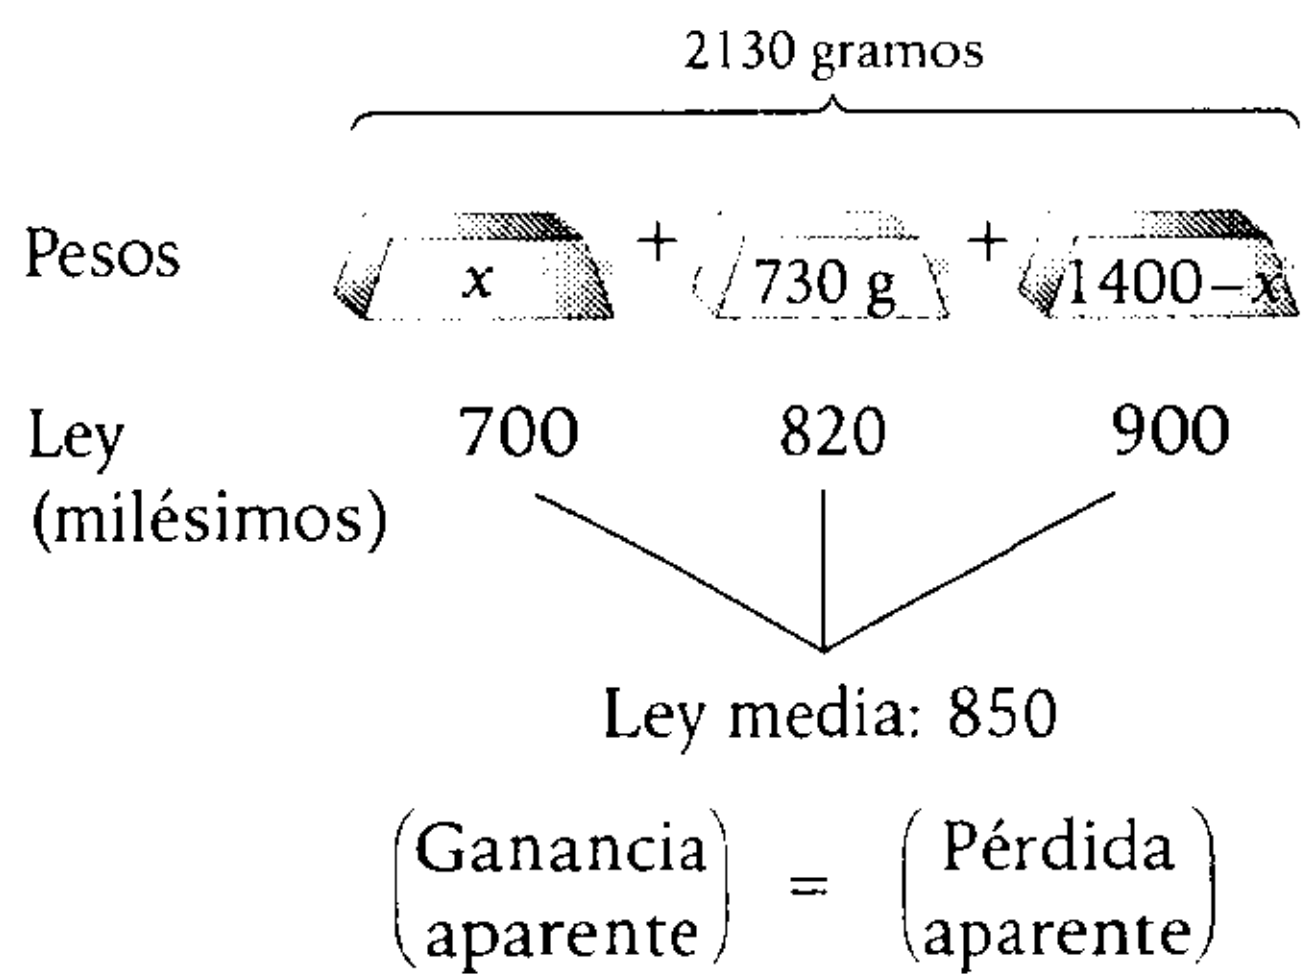 2130 gramos
Pesos x + 730 g + 1400–x
Ley 700 820 900
(milésimos)
Ley media: 850
(Ganancia aparente) = (Pérdida aparente)